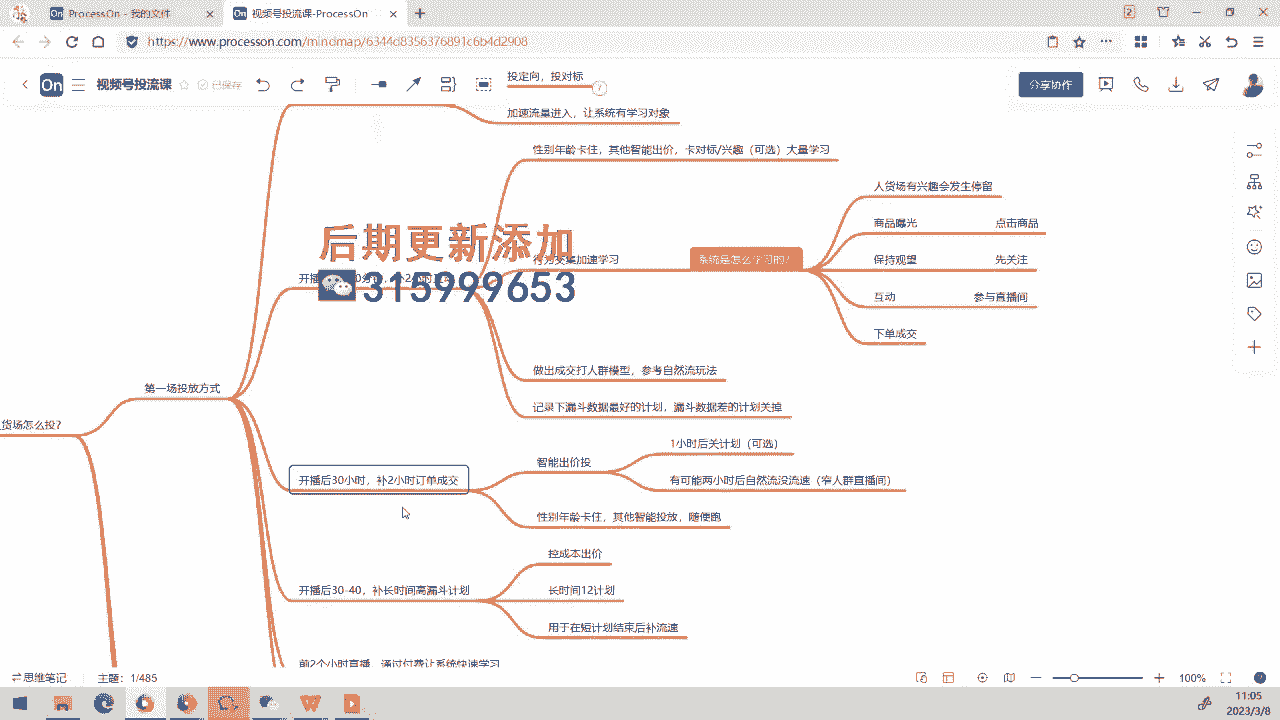 ProcessOn - 我的文件
视频号投流课-ProcessOn
2
https://www.processon.com/mindmap/6344d8356376891c6b4d2908
On
视频号投流课
已保存
分享协作
投定向，投对标
加速流量进入，让系统有学习对象
性别年龄卡住，其他智能出价，卡对标/兴趣（可选）大量学习
人货场有兴趣会发生停留
商品曝光
点击商品
后期更新添加
加速学习
系统是怎么学习的？
保持观望
先关注
315999653
互动
参与直播间
下单成交
做出成交打人群模型，参考自然流玩法
第一场投放方式
记录下漏斗数据最好的计划，漏斗数据差的计划关掉
货场怎么投？
1小时后关计划（可选）
智能出价投
开播后30小时，补2小时订单成交
有可能两小时后自然流没流速（窄人群直播间）
性别年龄卡住，其他智能投放，随便跑
控成本出价
开播后30-40，补长时间高漏斗计划
长时间12计划
用于在短计划结束后补流速
前2个小时直播，通过付费让系统快速学习
思维笔记
主题：1/485
100%
11:05
2023/3/8